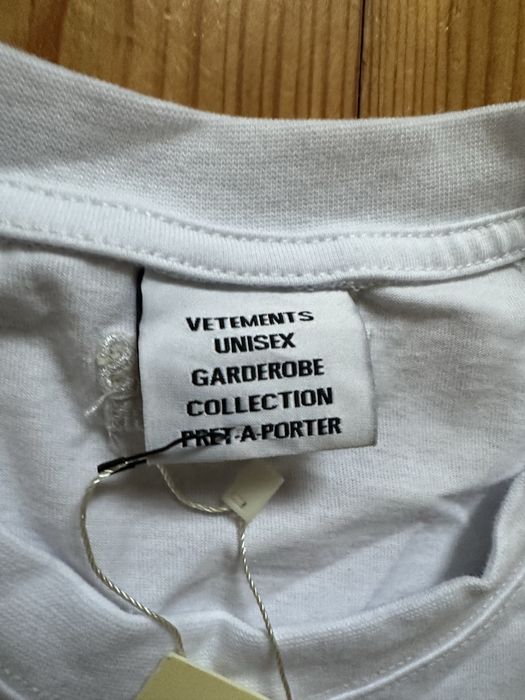 VETEMENTS
UNISEX
GARDEROBE
COLLECTION
PRET-A-PORTER